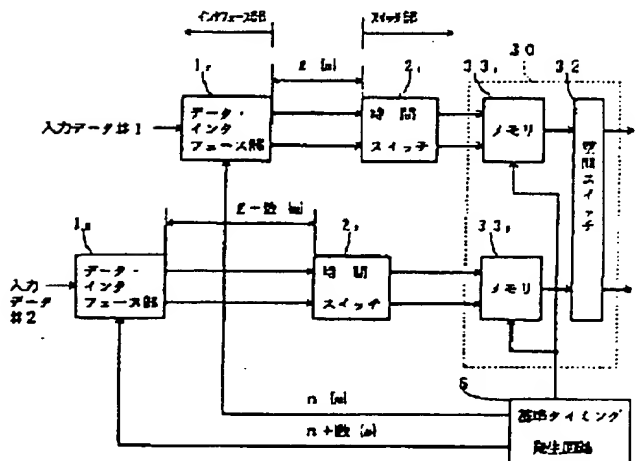 インタフェース部
スイッチ部
30
1₁
ℓ [m]
2₁
33₁
32
入力データ#1
データ・
インタ
フェース部
時間
スイッチ
メモリ
空間スイッチ
1₂
ℓ-数 [m]
2₂
33₂
入力
データ
#2
データ・
インタ
フェース部
時間
スイッチ
メモリ
n [m]
n+数 [m]
基準タイミング
発生回路